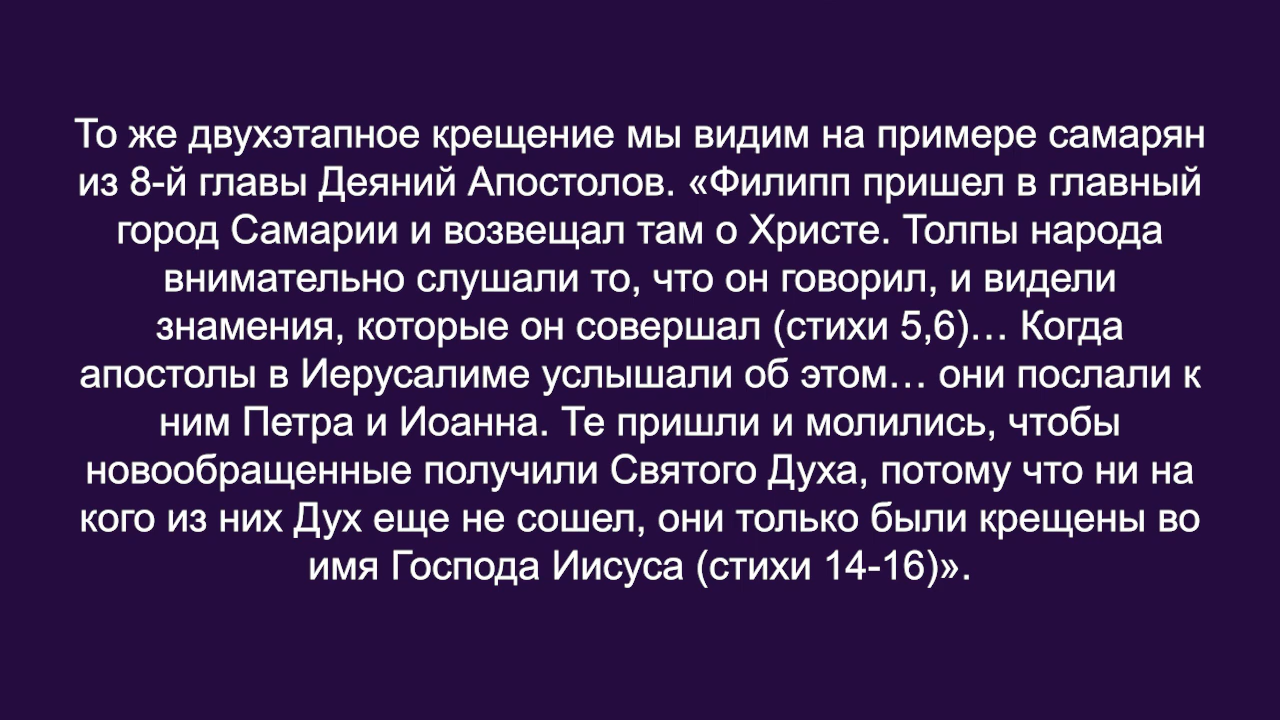 То же двухэтапное крещение мы видим на примере самарян
из 8-й главы Деяний Апостолов. «Филипп пришел в главный
город Самарии и возвещал там о Христе. Толпы народа
внимательно слушали то, что он говорил, и видели
знамения, которые он совершал (стихи 5,6)… Когда
апостолы в Иерусалиме услышали об этом… они послали к
ним Петра и Иоанна. Те пришли и молились, чтобы
новообращенные получили Святого Духа, потому что ни на
кого из них Дух еще не сошел, они только были крещены во
имя Господа Иисуса (стихи 14-16)».